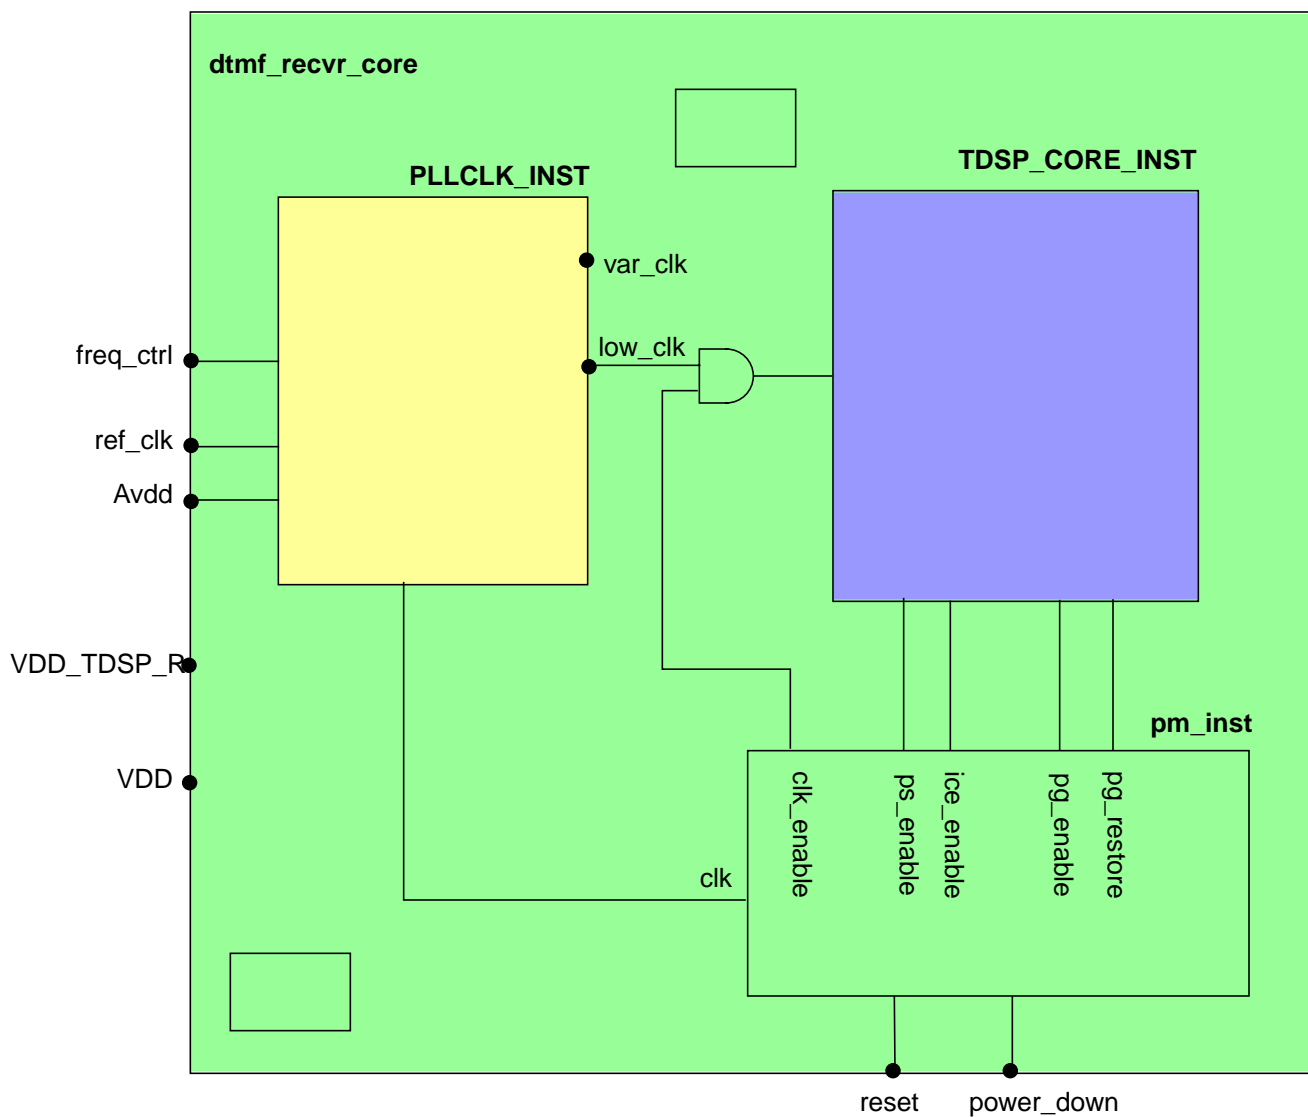 dtmf_recvr_core
TDSP_CORE_INST
PLLCLK_INST
var_clk
low_clk
freq_ctrl
ref_clk
Avdd
VDD_TDSP_R
VDD
pm_inst
clk_enable
ps_enable
ice_enable
pg_enable
pg_restore
clk
reset
power_down